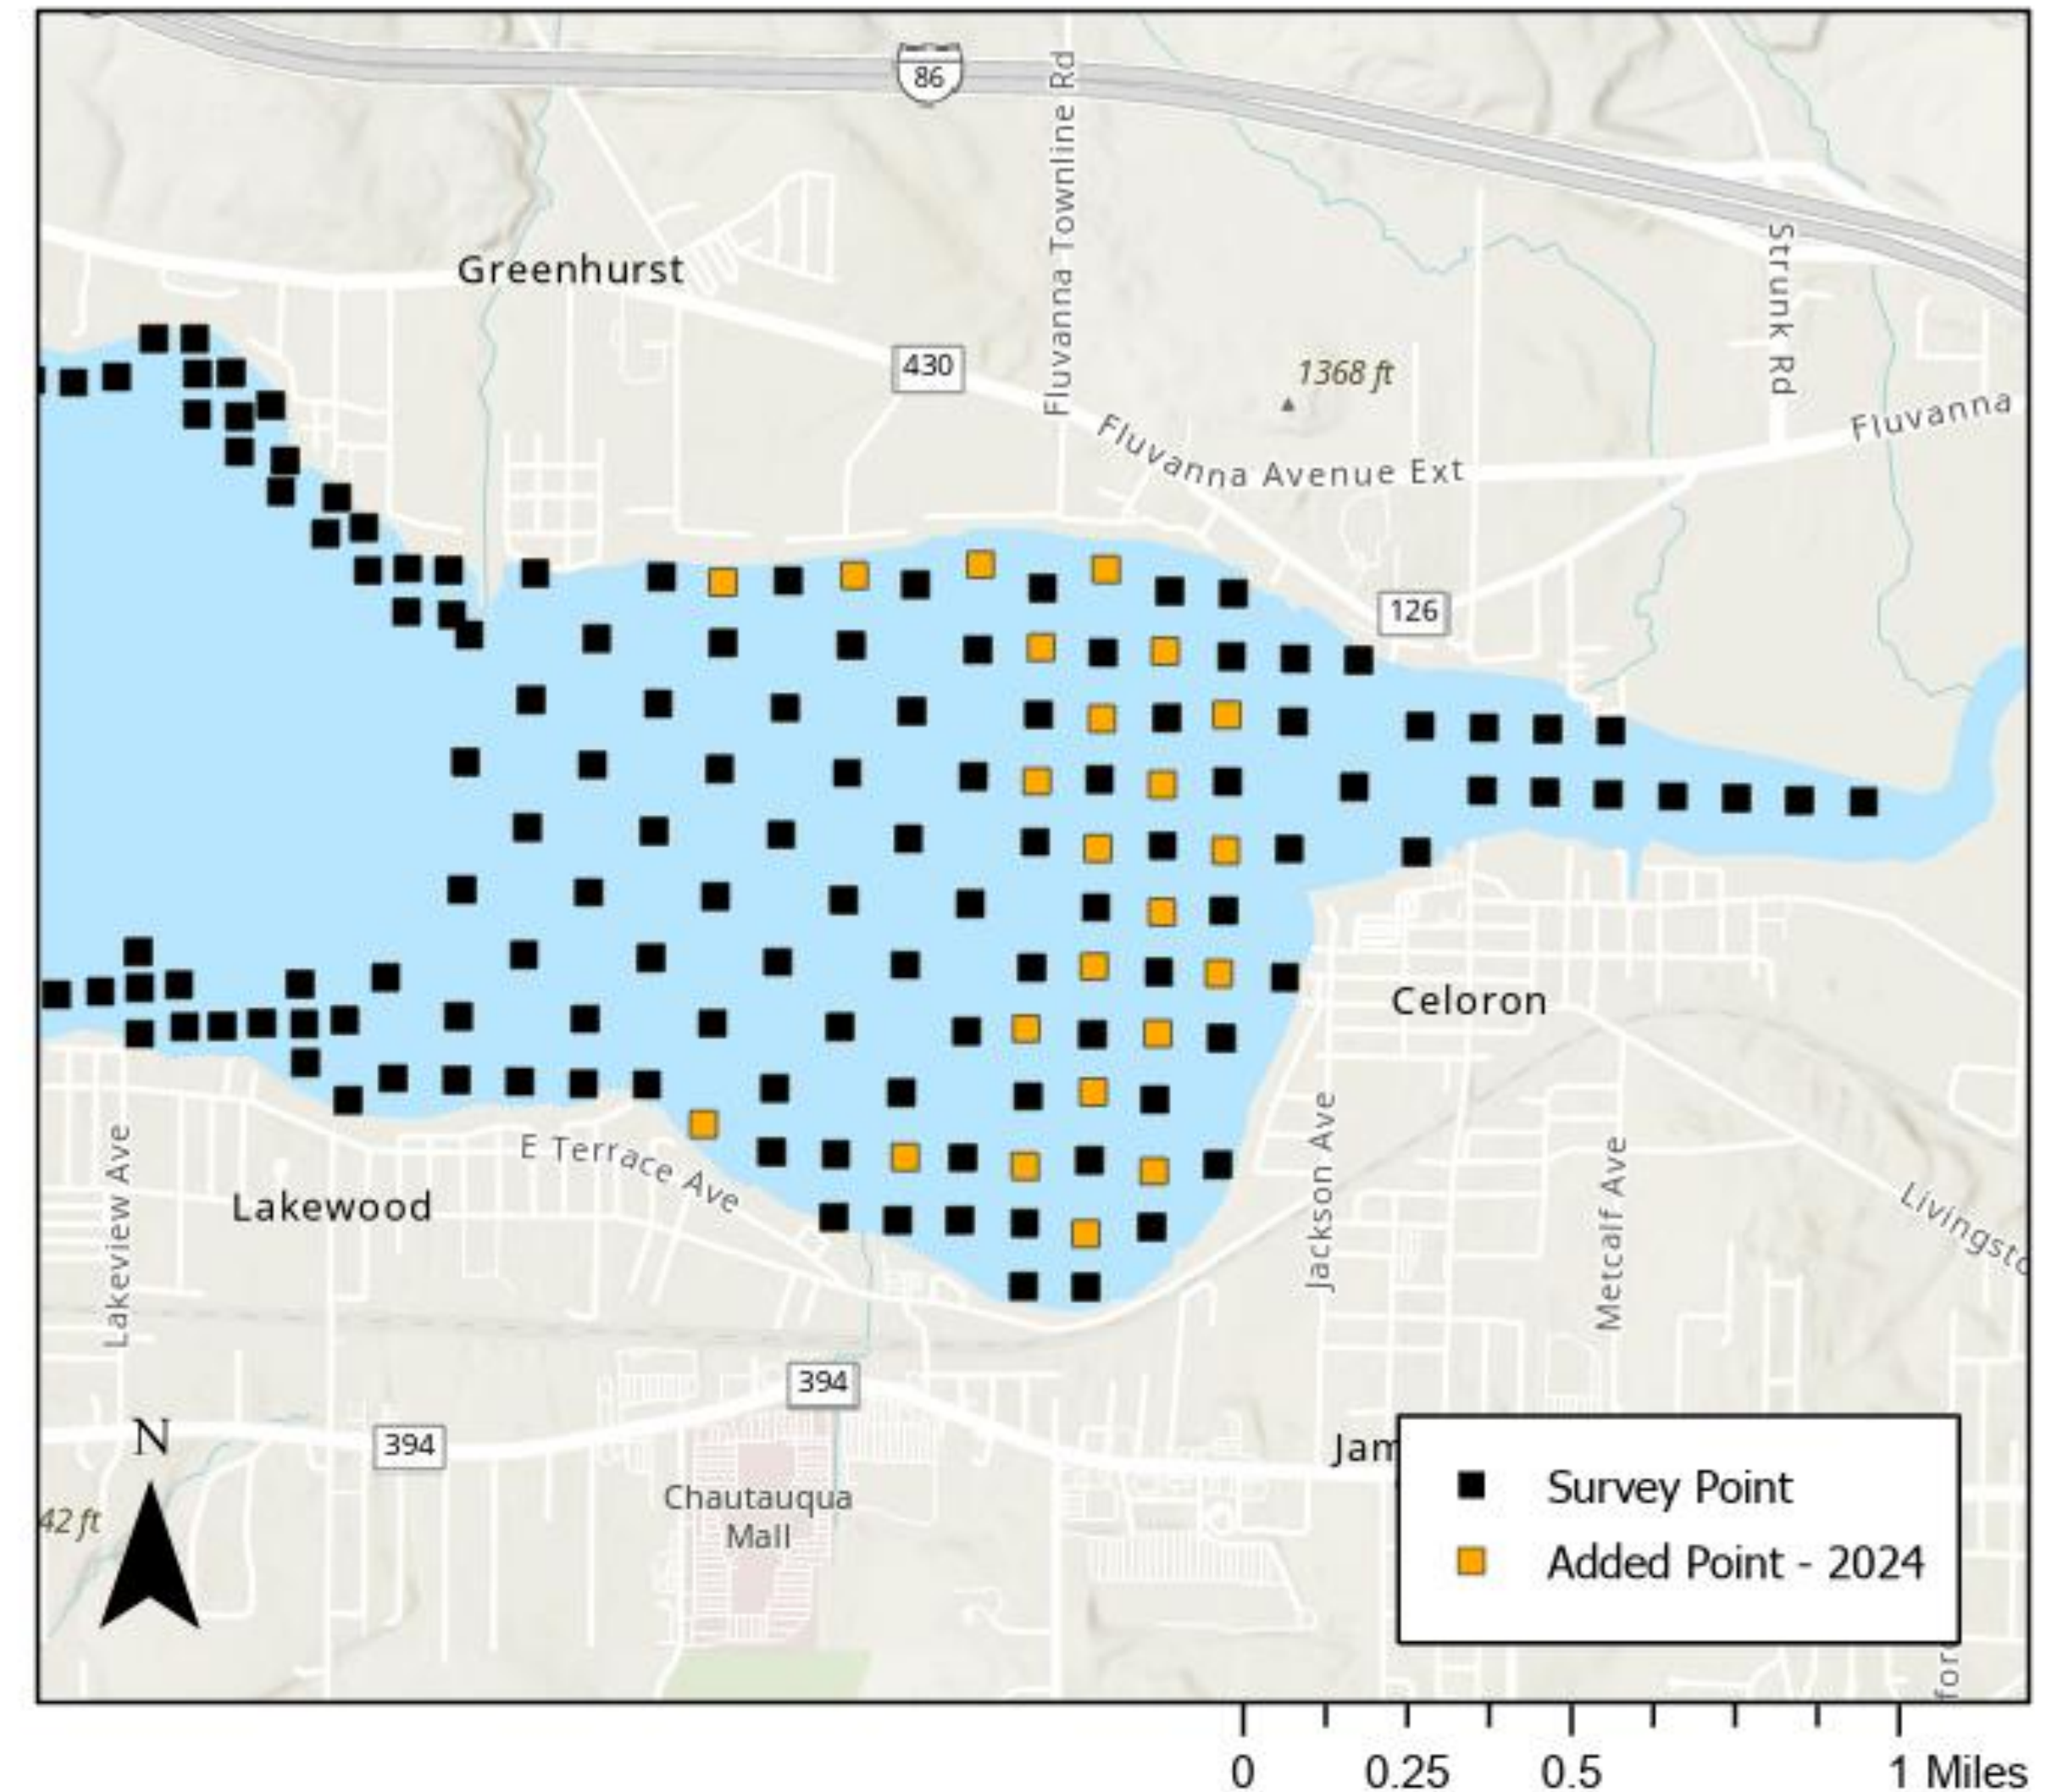 86
Fluvanna Townline Rd
Strunk Rd
Greenhurst
430
1368 ft
Fluvanna
Fluvanna Avenue Ext
126
Celoron
E Terrace Ave
Lakewood
Lakeview Ave
Jackson Ave
Metcalf Ave
Livingsto
394
394
N
Jam
Chautauqua
Mall
42 ft
Survey Point
Added Point - 2024
ford
0 0.25 0.5 1 Miles